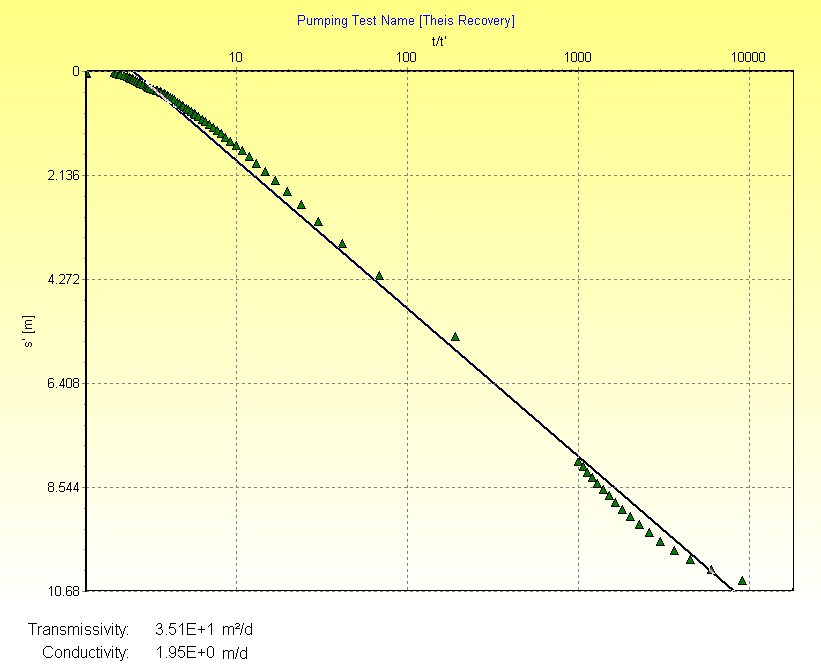 Pumping Test Name [Theis Recovery]
t/t'
10 100 1000 10000
0
2.136
4.272
s' [m]
6.408
8.544
10.68
Transmissivity: 3.51E+1 m²/d
Conductivity: 1.95E+0 m/d